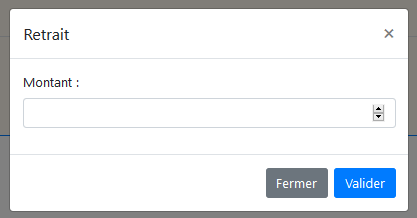 Retrait ×
Montant :
Fermer Valider